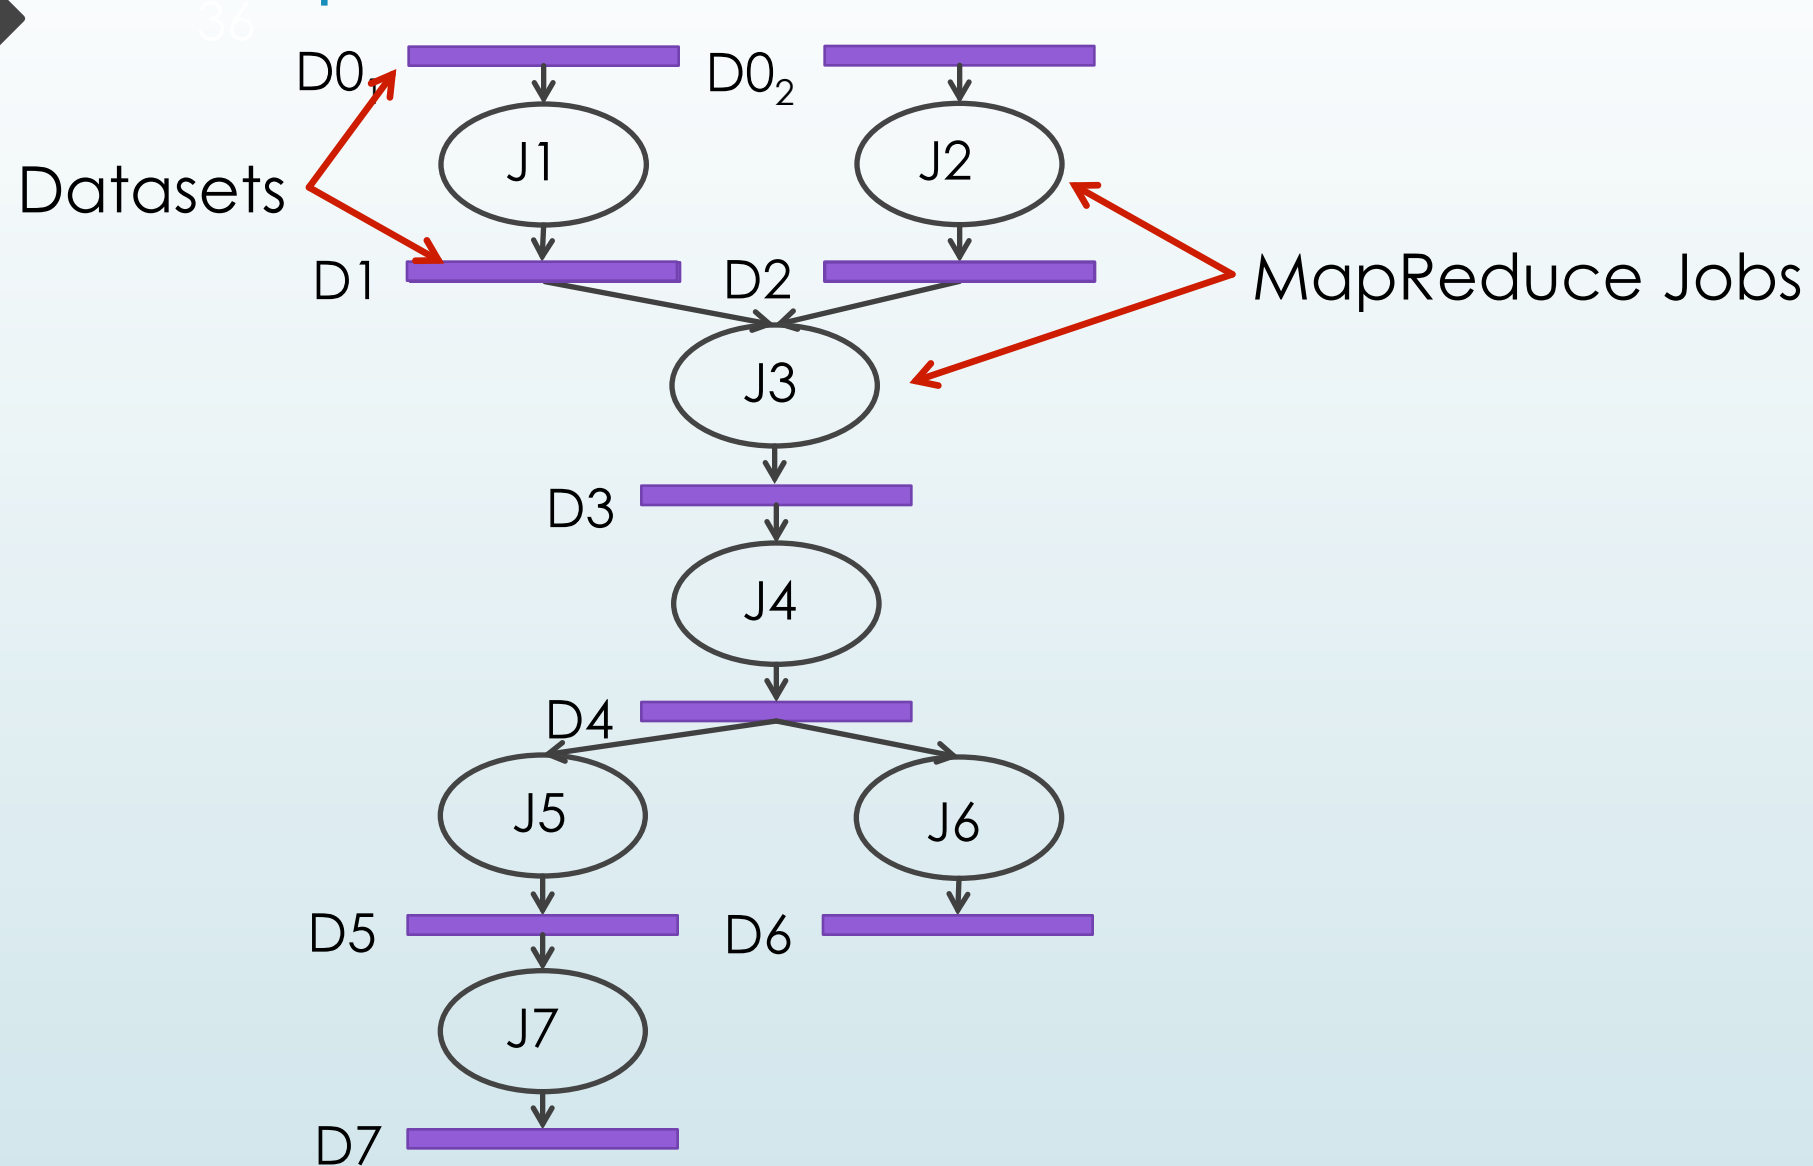 36
D0₁
D0₂
J1
J2
Datasets
D1
D2
MapReduce Jobs
J3
D3
J4
D4
J5
J6
D5
D6
J7
D7